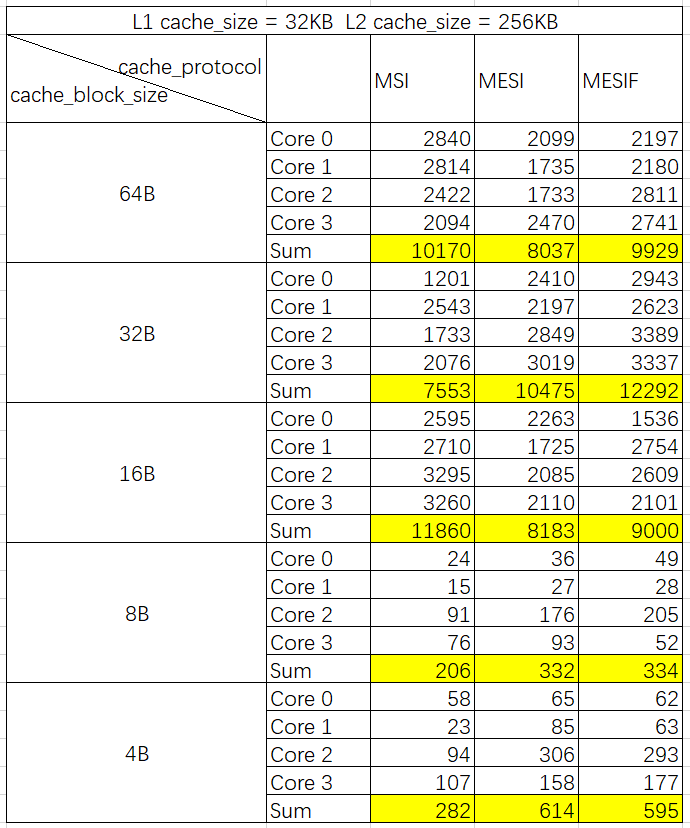 L1 cache_size = 32KB L2 cache_size = 256KB
cache_protocol
cache_block_size
MSI MESI MESIF
64B
Core 0 2840 2099 2197
Core 1 2814 1735 2180
Core 2 2422 1733 2811
Core 3 2094 2470 2741
Sum 10170 8037 9929
32B
Core 0 1201 2410 2943
Core 1 2543 2197 2623
Core 2 1733 2849 3389
Core 3 2076 3019 3337
Sum 7553 10475 12292
16B
Core 0 2595 2263 1536
Core 1 2710 1725 2754
Core 2 3295 2085 2609
Core 3 3260 2110 2101
Sum 11860 8183 9000
8B
Core 0 24 36 49
Core 1 15 27 28
Core 2 91 176 205
Core 3 76 93 52
Sum 206 332 334
4B
Core 0 58 65 62
Core 1 23 85 63
Core 2 94 306 293
Core 3 107 158 177
Sum 282 614 595